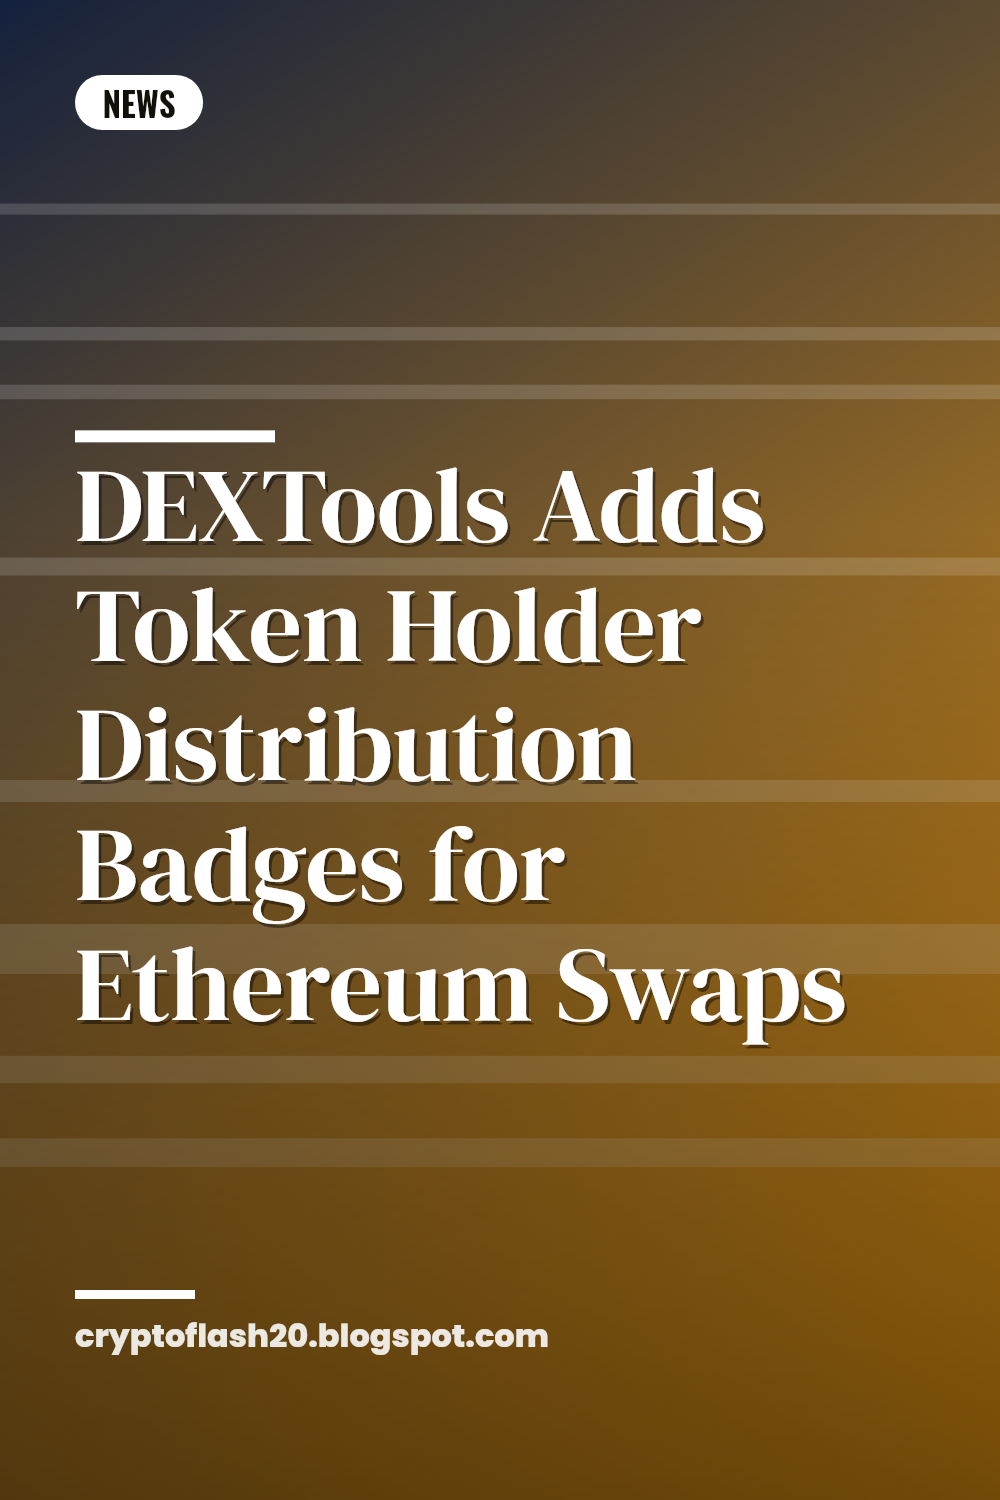 NEWS
DEXTools Adds
Token Holder
Distribution
Badges for
Ethereum Swaps
cryptoflash20.blogspot.com